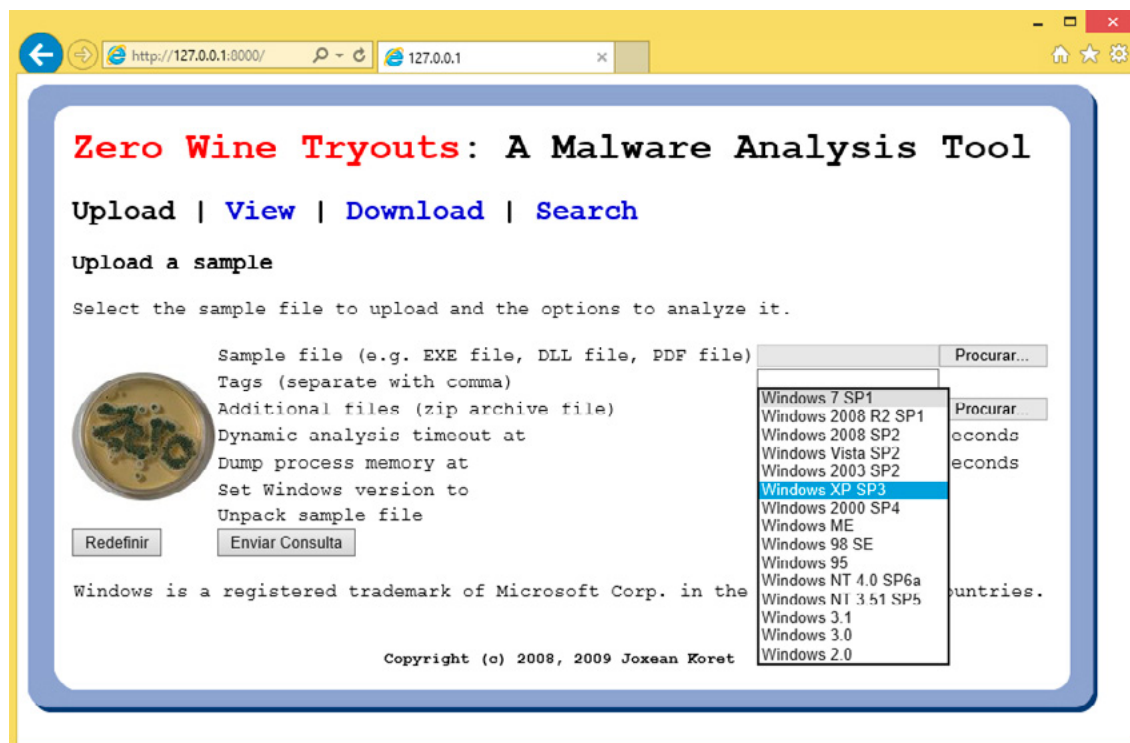 http://127.0.0.1:8000/
127.0.0.1
Zero Wine Tryouts: A Malware Analysis Tool
Upload | View | Download | Search
Upload a sample
Select the sample file to upload and the options to analyze it.
Sample file (e.g. EXE file, DLL file, PDF file) Procurar...
Tags (separate with comma)
Additional files (zip archive file) Procurar...
Dynamic analysis timeout at econds
Dump process memory at econds
Set Windows version to
Unpack sample file
Windows 7 SP1
Windows 2008 R2 SP1
Windows 2008 SP2
Windows Vista SP2
Windows 2003 SP2
Windows XP SP3
Windows 2000 SP4
Windows ME
Windows 98 SE
Windows 95
Windows NT 4.0 SP6a
Windows NT 3.51 SP5
Windows 3.1
Windows 3.0
Windows 2.0
Redefinir Enviar Consulta
Windows is a registered trademark of Microsoft Corp. in the ountries.
Copyright (c) 2008, 2009 Joxean Koret